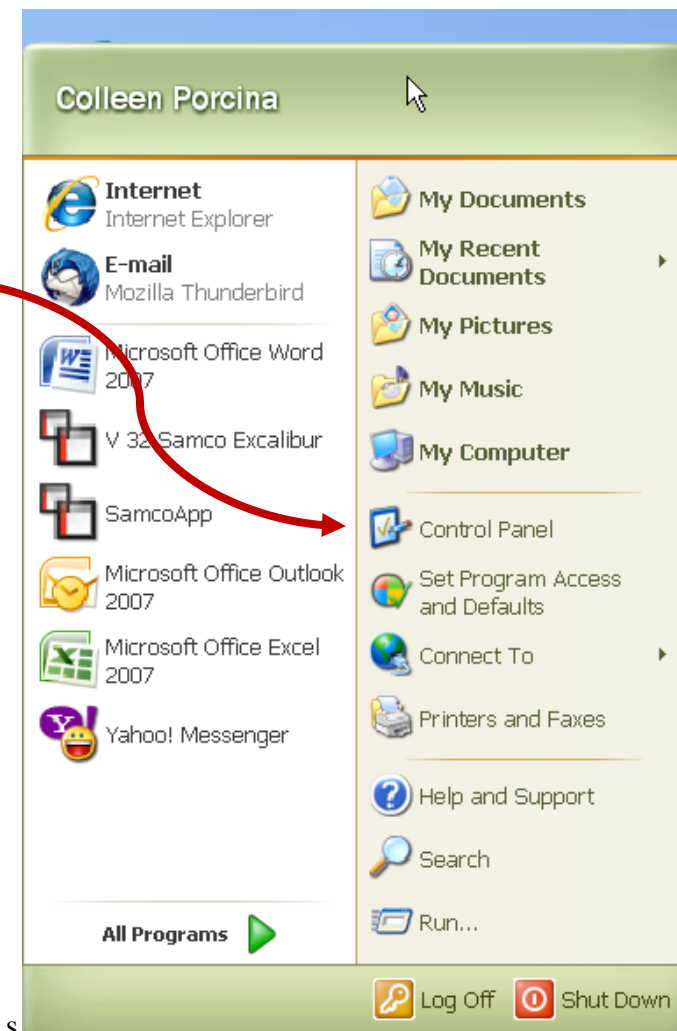 Colleen Porcina
Internet
Internet Explorer
E-mail
Mozilla Thunderbird
Microsoft Office Word
2007
V 32 Samco Excalibur
SamcoApp
Microsoft Office Outlook
2007
Microsoft Office Excel
2007
Yahoo! Messenger
All Programs
My Documents
My Recent
Documents
My Pictures
My Music
My Computer
Control Panel
Set Program Access
and Defaults
Connect To
Printers and Faxes
Help and Support
Search
Run...
Log Off
Shut Down
s